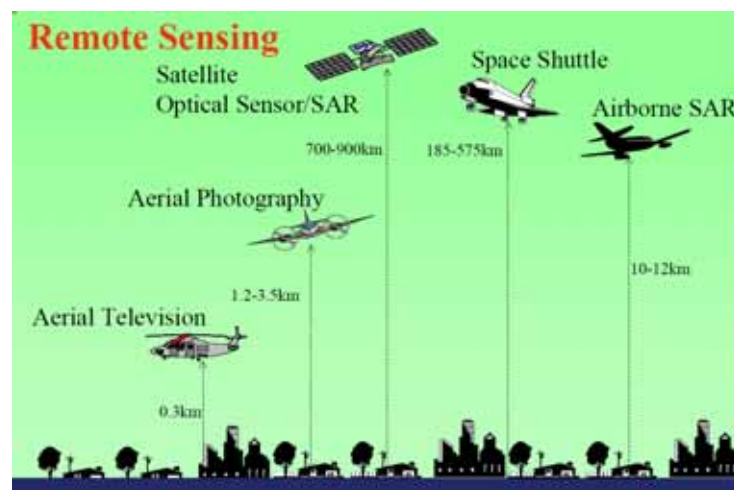 Remote Sensing
Satellite
Optical Sensor/SAR
Space Shuttle
Airborne SAR
700-900km
185-575km
Aerial Photography
10-12km
1.2-3.5km
Aerial Television
0.3km